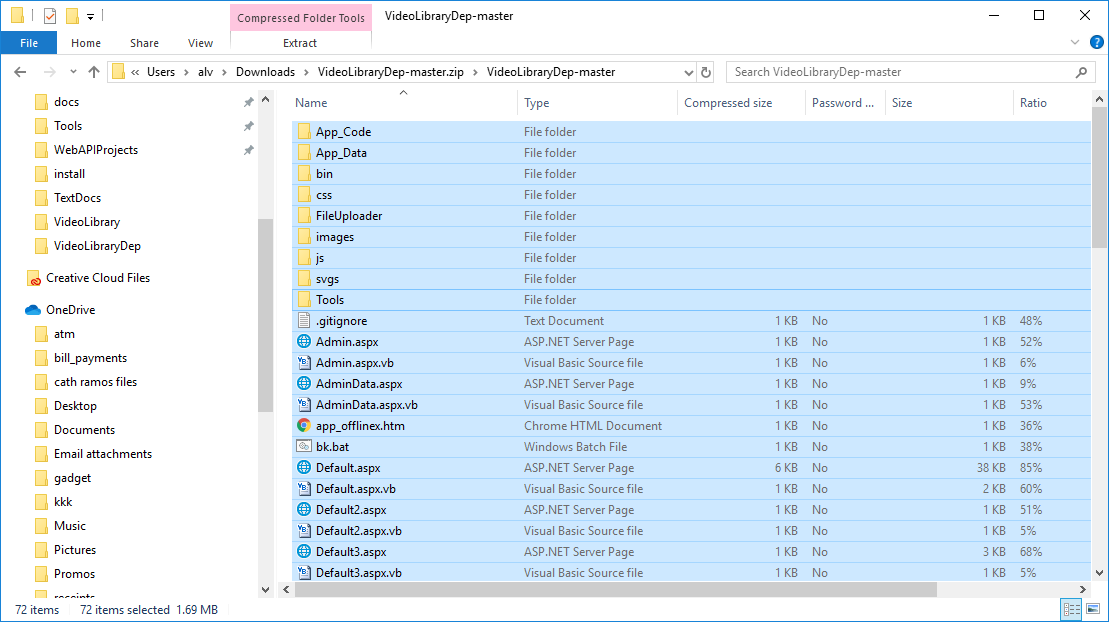 Compressed Folder Tools VideoLibraryDep-master
File Home Share View Extract
« Users › alv › Downloads › VideoLibraryDep-master.zip › VideoLibraryDep-master Search VideoLibraryDep-master
docs
Tools
WebAPIProjects
install
TextDocs
VideoLibrary
VideoLibraryDep
Creative Cloud Files
OneDrive
atm
bill_payments
cath ramos files
Desktop
Documents
Email attachments
gadget
kkk
Music
Pictures
Promos
Name Type Compressed size Password ... Size Ratio
App_Code File folder
App_Data File folder
bin File folder
css File folder
FileUploader File folder
images File folder
js File folder
svgs File folder
Tools File folder
.gitignore Text Document 1 KB No 1 KB 48%
Admin.aspx ASP.NET Server Page 1 KB No 1 KB 52%
Admin.aspx.vb Visual Basic Source file 1 KB No 1 KB 6%
AdminData.aspx ASP.NET Server Page 1 KB No 1 KB 9%
AdminData.aspx.vb Visual Basic Source file 1 KB No 1 KB 53%
app_offlinex.htm Chrome HTML Document 1 KB No 1 KB 36%
bk.bat Windows Batch File 1 KB No 1 KB 38%
Default.aspx ASP.NET Server Page 6 KB No 38 KB 85%
Default.aspx.vb Visual Basic Source file 1 KB No 2 KB 60%
Default2.aspx ASP.NET Server Page 1 KB No 1 KB 51%
Default2.aspx.vb Visual Basic Source file 1 KB No 1 KB 5%
Default3.aspx ASP.NET Server Page 1 KB No 3 KB 68%
Default3.aspx.vb Visual Basic Source file 1 KB No 1 KB 5%
72 items 72 items selected 1.69 MB